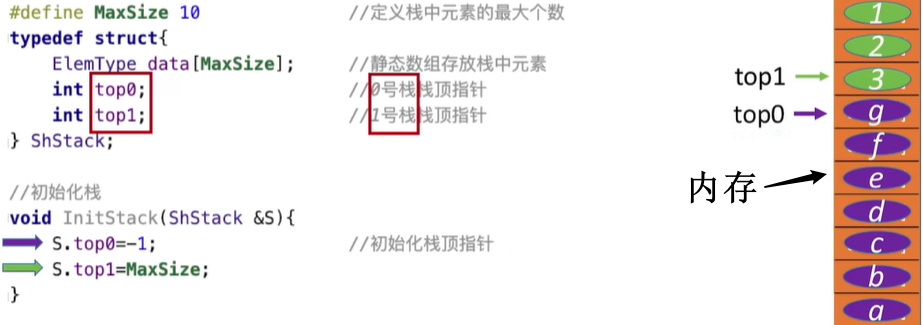 #define MaxSize 10 //定义栈中元素的最大个数
typedef struct{
ElemType data[MaxSize]; //静态数组存放栈中元素
int top0; //0号栈栈顶指针
int top1; //1号栈栈顶指针
} ShStack;
//初始化栈
void InitStack(ShStack &S){
S.top0=-1; //初始化栈顶指针
S.top1=MaxSize;
}
1
2
top1 3
top0 g
f
内存 e
d
c
b
a